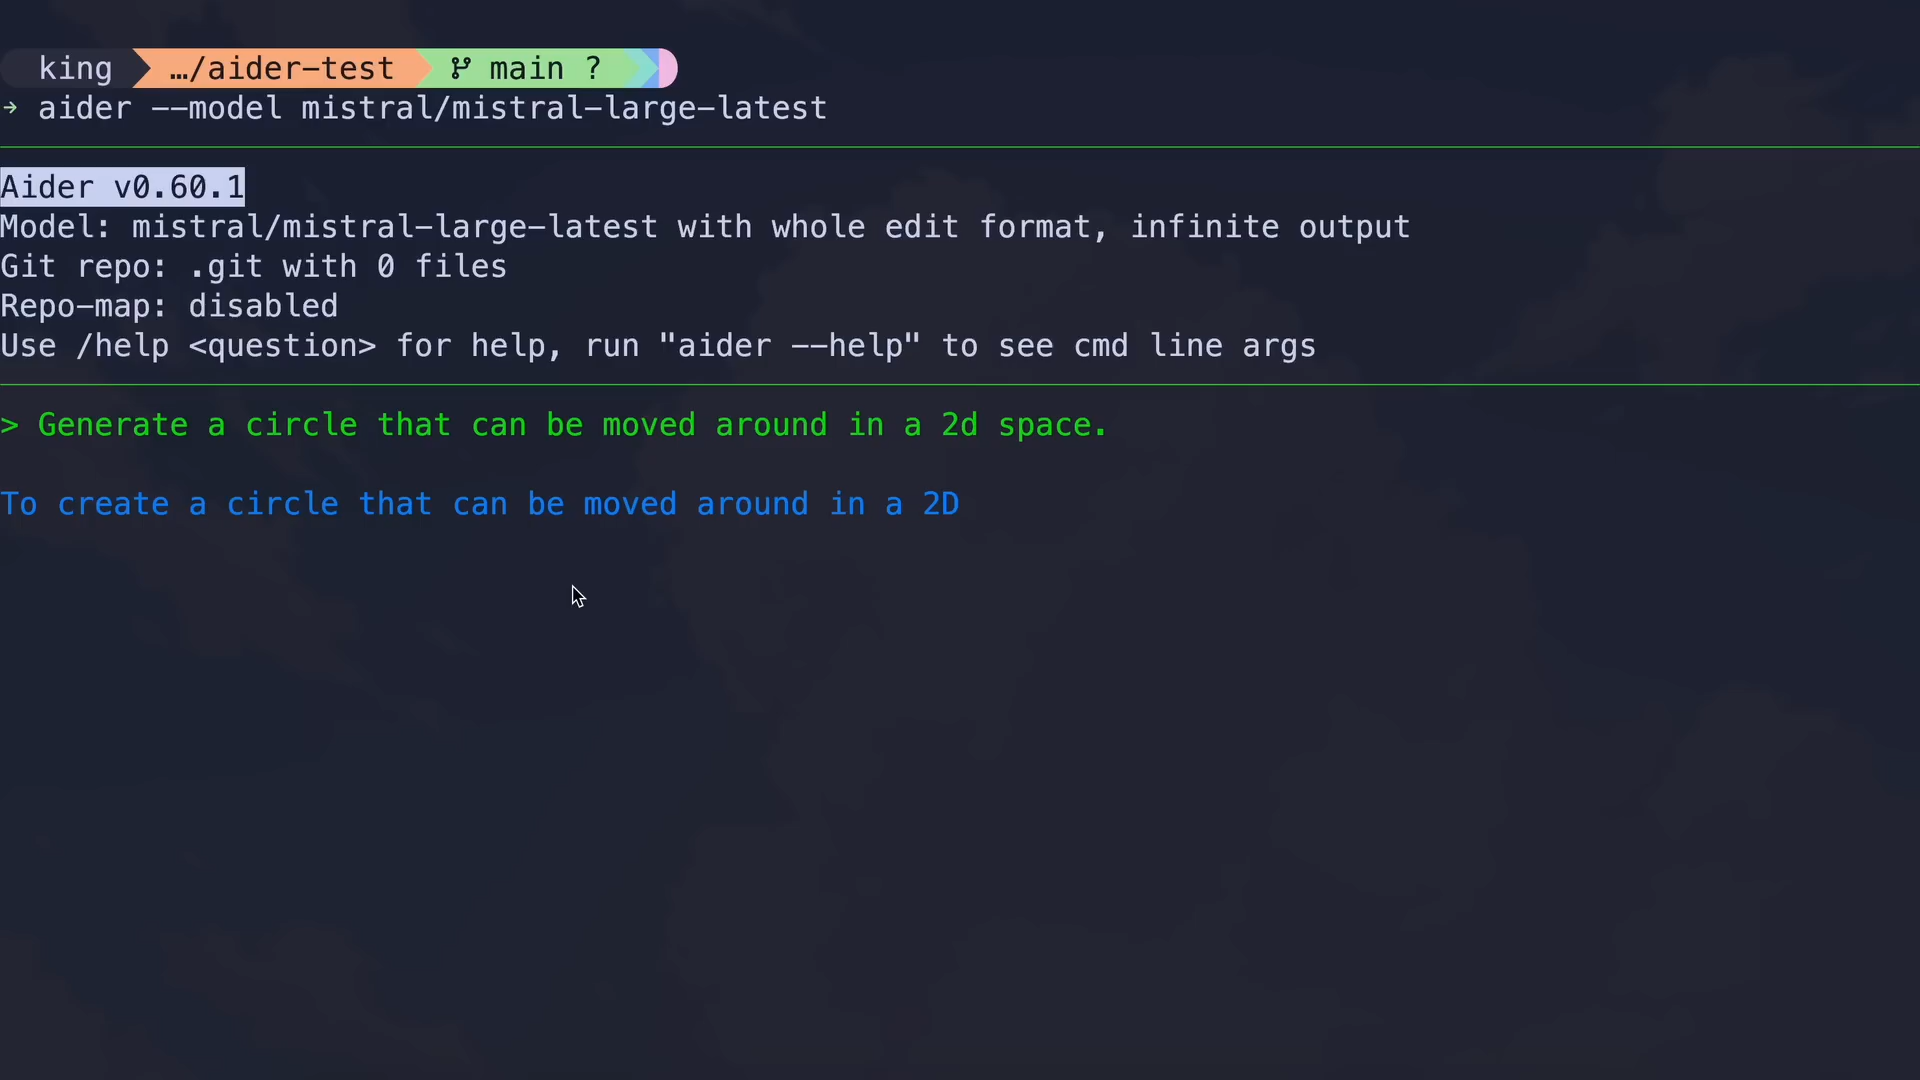 king …/aider-test main ?
➜ aider --model mistral/mistral-large-latest
Aider v0.60.1
Model: mistral/mistral-large-latest with whole edit format, infinite output
Git repo: .git with 0 files
Repo-map: disabled
Use /help <question> for help, run "aider --help" to see cmd line args
> Generate a circle that can be moved around in a 2d space.
To create a circle that can be moved around in a 2D